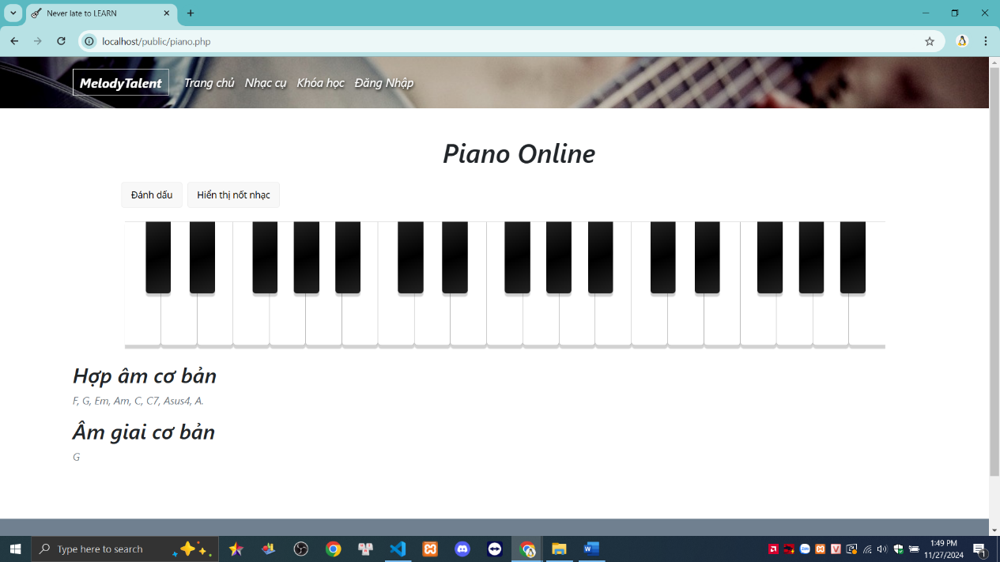 Never late to LEARN
localhost/public/piano.php
MelodyTalent Trang chủ Nhạc cụ Khóa học Đăng Nhập
Piano Online
Đánh dấu Hiển thị nốt nhạc
Hợp âm cơ bản
F, G, Em, Am, C, C7, Asus4, A.
Âm giai cơ bản
G
Type here to search
1:49 PM
11/27/2024